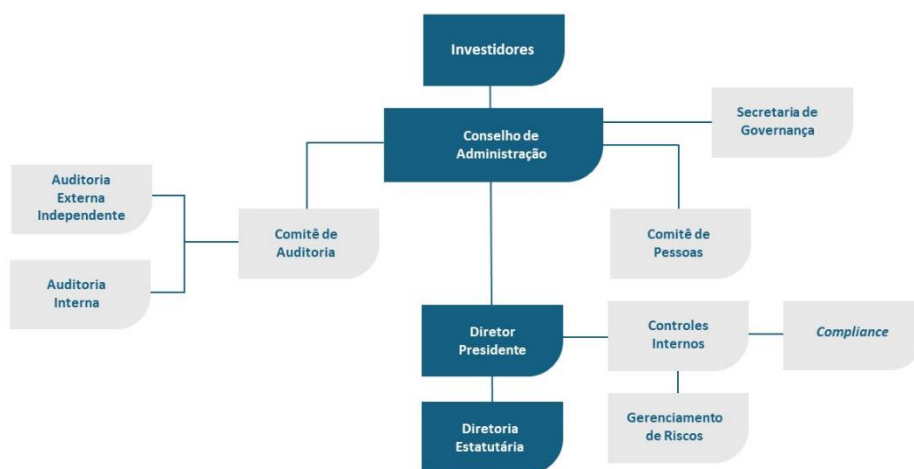 Investidores
Conselho de
Administração
Secretaria de
Governança
Auditoria
Externa
Independente
Comitê de
Auditoria
Comitê de
Pessoas
Auditoria
Interna
Diretor
Presidente
Controles
Internos
Compliance
Diretoria
Estatutária
Gerenciamento
de Riscos